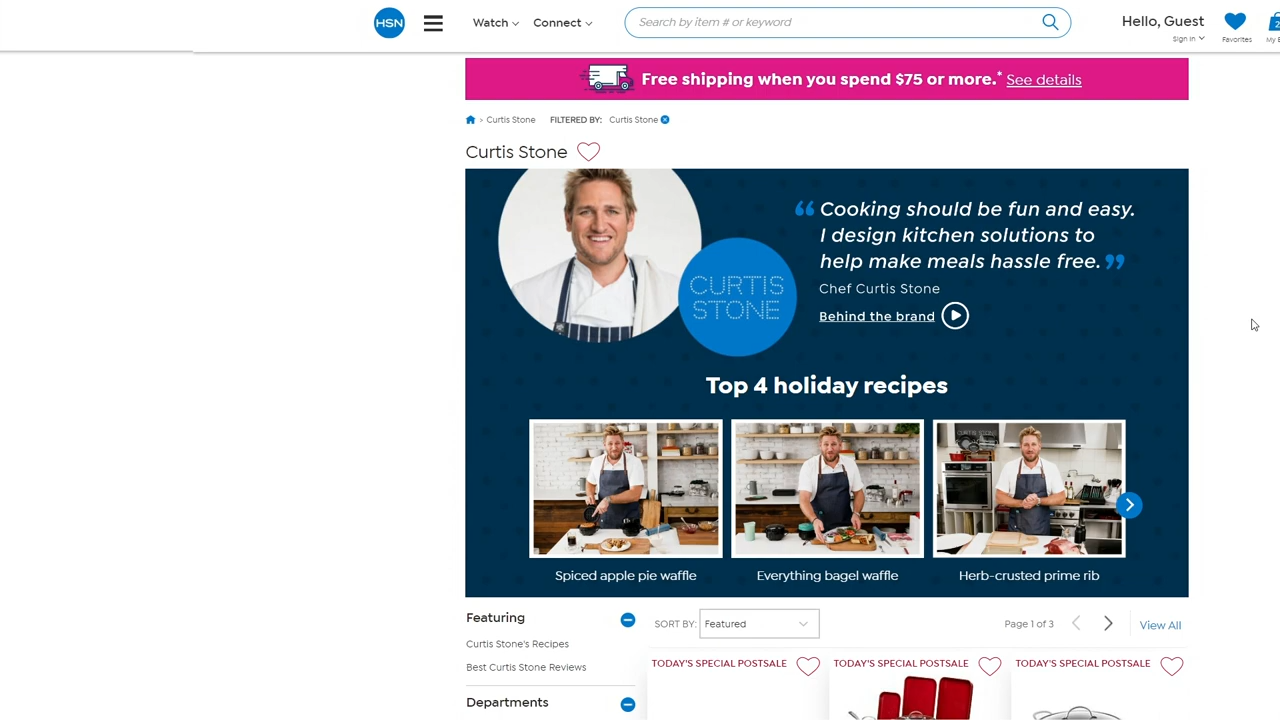 HSN
Watch
Connect
Search by item # or keyword
Hello, Guest
Sign In
Favorites
2
My B
Free shipping when you spend $75 or more.* See details
> Curtis Stone FILTERED BY: Curtis Stone
Curtis Stone
CURTIS
STONE
“ Cooking should be fun and easy.
I design kitchen solutions to
help make meals hassle free. ”
Chef Curtis Stone
Behind the brand
Top 4 holiday recipes
Spiced apple pie waffle
Everything bagel waffle
Herb-crusted prime rib
Featuring
Curtis Stone's Recipes
Best Curtis Stone Reviews
Departments
SORT BY: Featured
Page 1 of 3
View All
TODAY'S SPECIAL POSTSALE
TODAY'S SPECIAL POSTSALE
TODAY'S SPECIAL POSTSALE